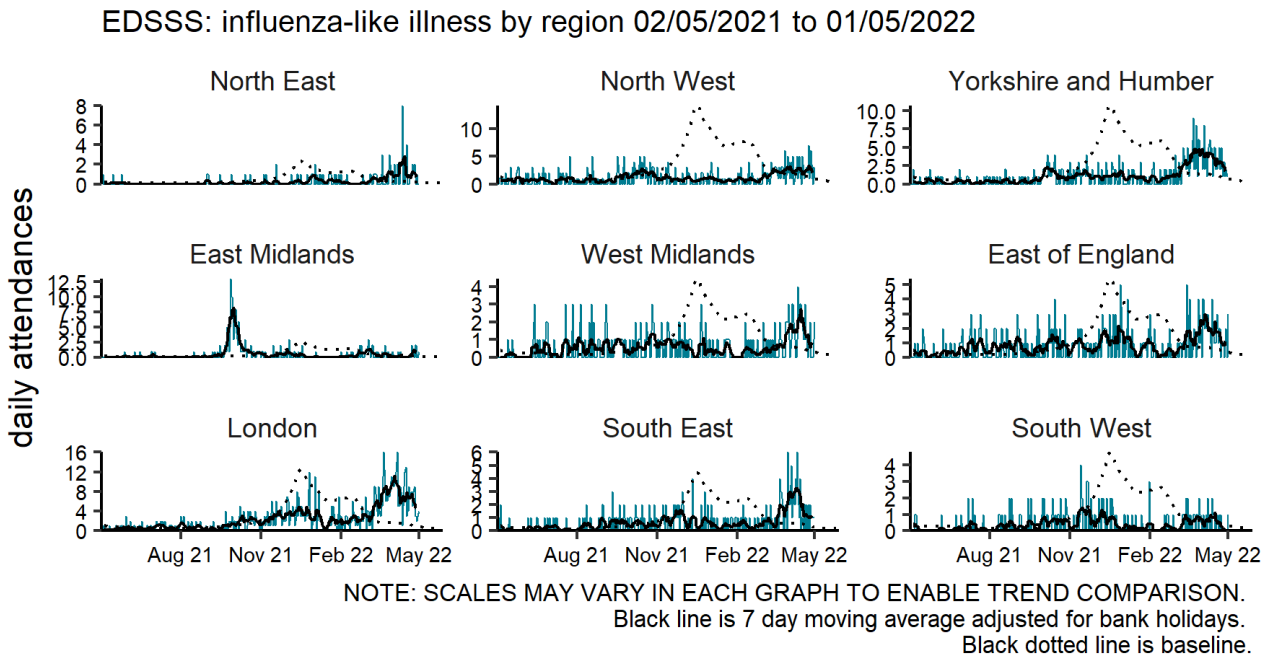 EDSSS: influenza-like illness by region 02/05/2021 to 01/05/2022
daily attendances
North East
8
6
4
2
0
North West
10
5
0
Yorkshire and Humber
10.0
7.5
5.0
2.5
0.0
East Midlands
12.5
10.0
7.5
5.0
2.5
0.0
West Midlands
4
3
2
1
0
East of England
5
4
3
2
1
0
London
16
12
8
4
0
Aug 21 Nov 21 Feb 22 May 22
South East
6
5
4
3
2
1
0
Aug 21 Nov 21 Feb 22 May 22
South West
4
3
2
1
0
Aug 21 Nov 21 Feb 22 May 22
NOTE: SCALES MAY VARY IN EACH GRAPH TO ENABLE TREND COMPARISON.
Black line is 7 day moving average adjusted for bank holidays.
Black dotted line is baseline.